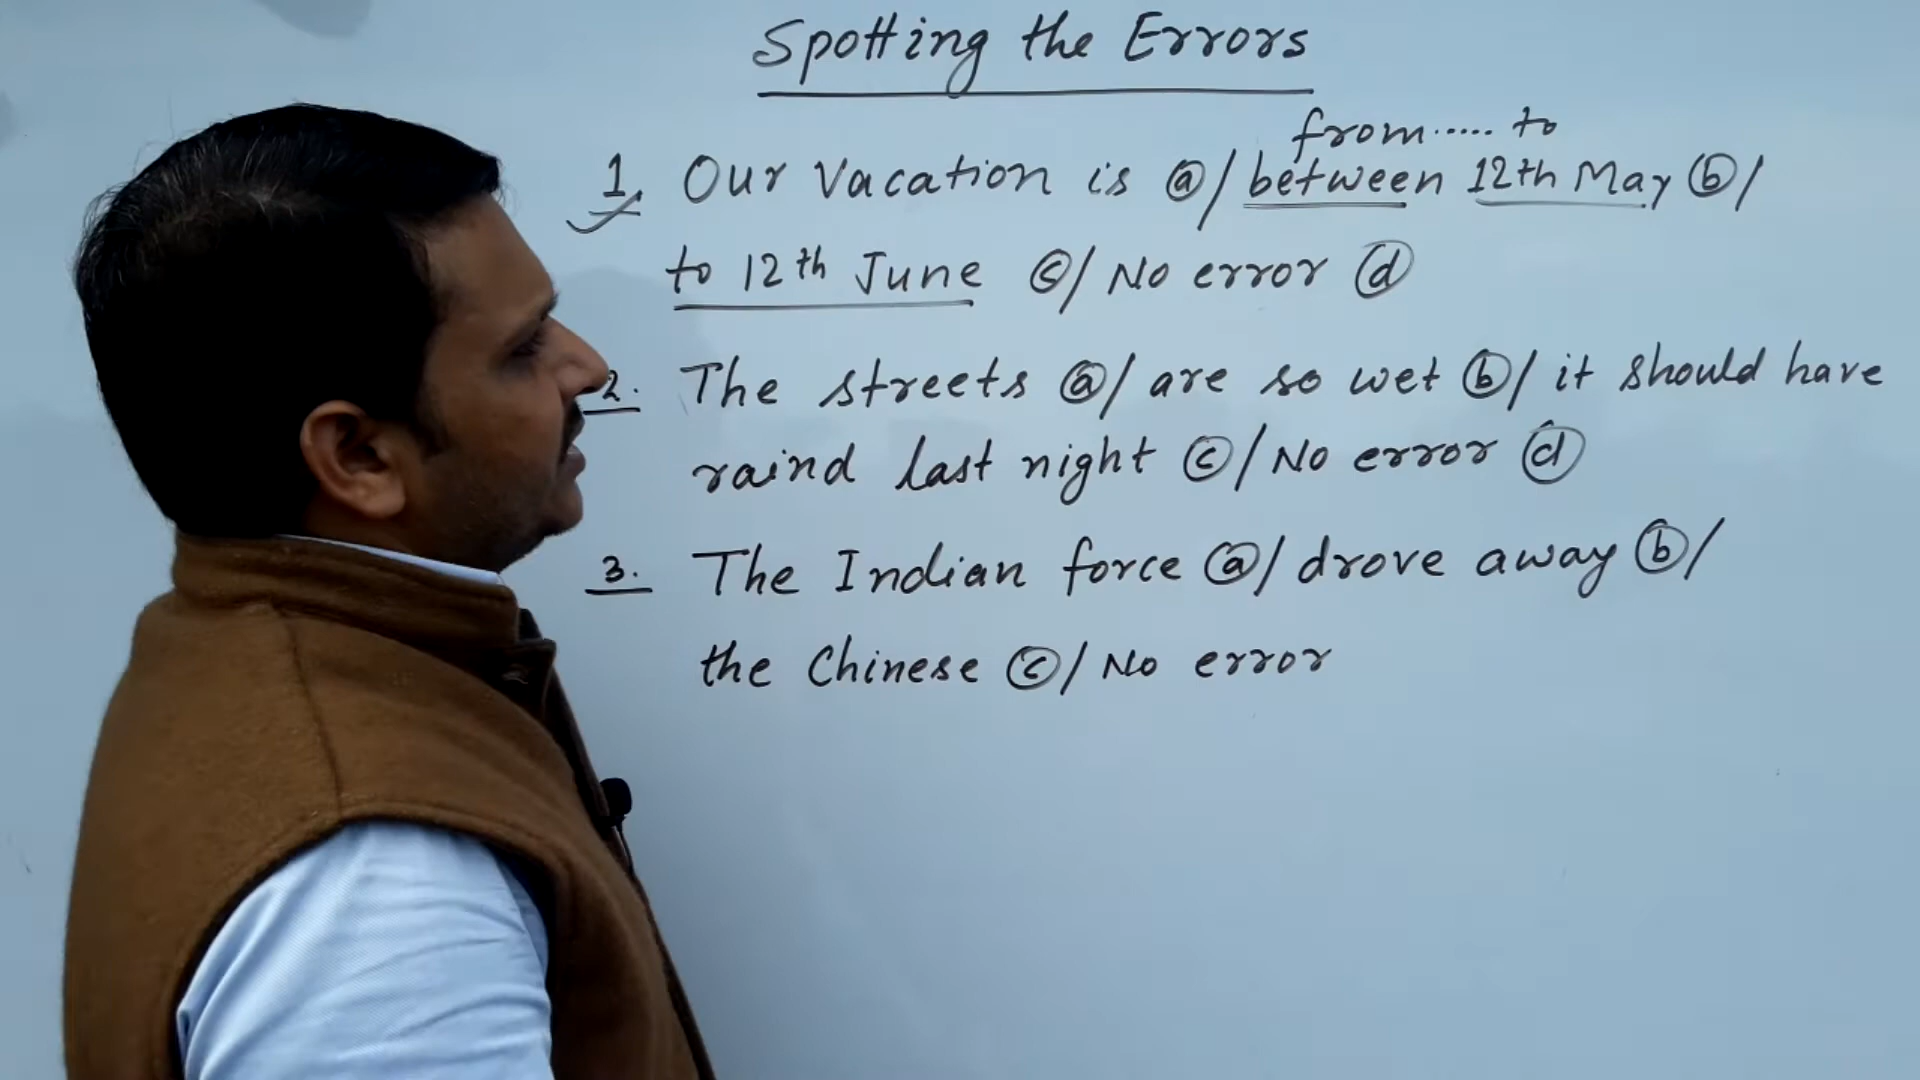 Spotting the Errors
from..... to
1. Our Vacation is (a)/ between 12th May (b)/
to 12th June (c)/ No error (d)
2. The streets (a)/ are so wet (b)/ it should have
raind last night (c)/ No error (d)
3. The Indian force (a)/ drove away (b)/
the Chinese (c)/ No error